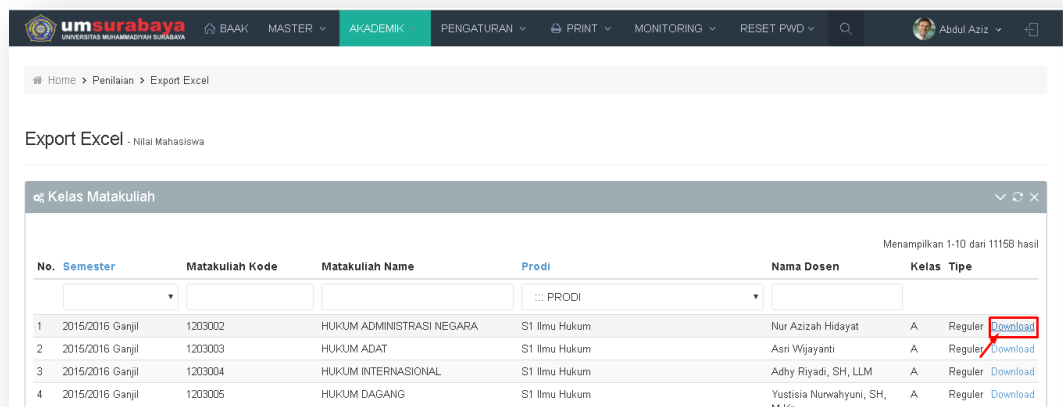 umsurabaya
UNIVERSITAS MUHAMMADIYAH SURABAYA
BAAK MASTER AKADEMIK PENGATURAN PRINT MONITORING RESET PWD Abdul Aziz
Home > Penilaian > Export Excel
Export Excel - Nilai Mahasiswa
Kelas Matakuliah
Menampilkan 1-10 dari 11158 hasil
No. Semester Matakuliah Kode Matakuliah Name Prodi Nama Dosen Kelas Tipe
::: PRODI
1 2015/2016 Ganjil 1203002 HUKUM ADMINISTRASI NEGARA S1 Ilmu Hukum Nur Azizah Hidayat A Reguler Download
2 2015/2016 Ganjil 1203003 HUKUM ADAT S1 Ilmu Hukum Asri Wijayanti A Reguler Download
3 2015/2016 Ganjil 1203004 HUKUM INTERNASIONAL S1 Ilmu Hukum Adhy Riyadi, SH, LLM A Reguler Download
4 2015/2016 Ganjil 1203005 HUKUM DAGANG S1 Ilmu Hukum Yustisia Nurwahyuni, SH, A Reguler Download